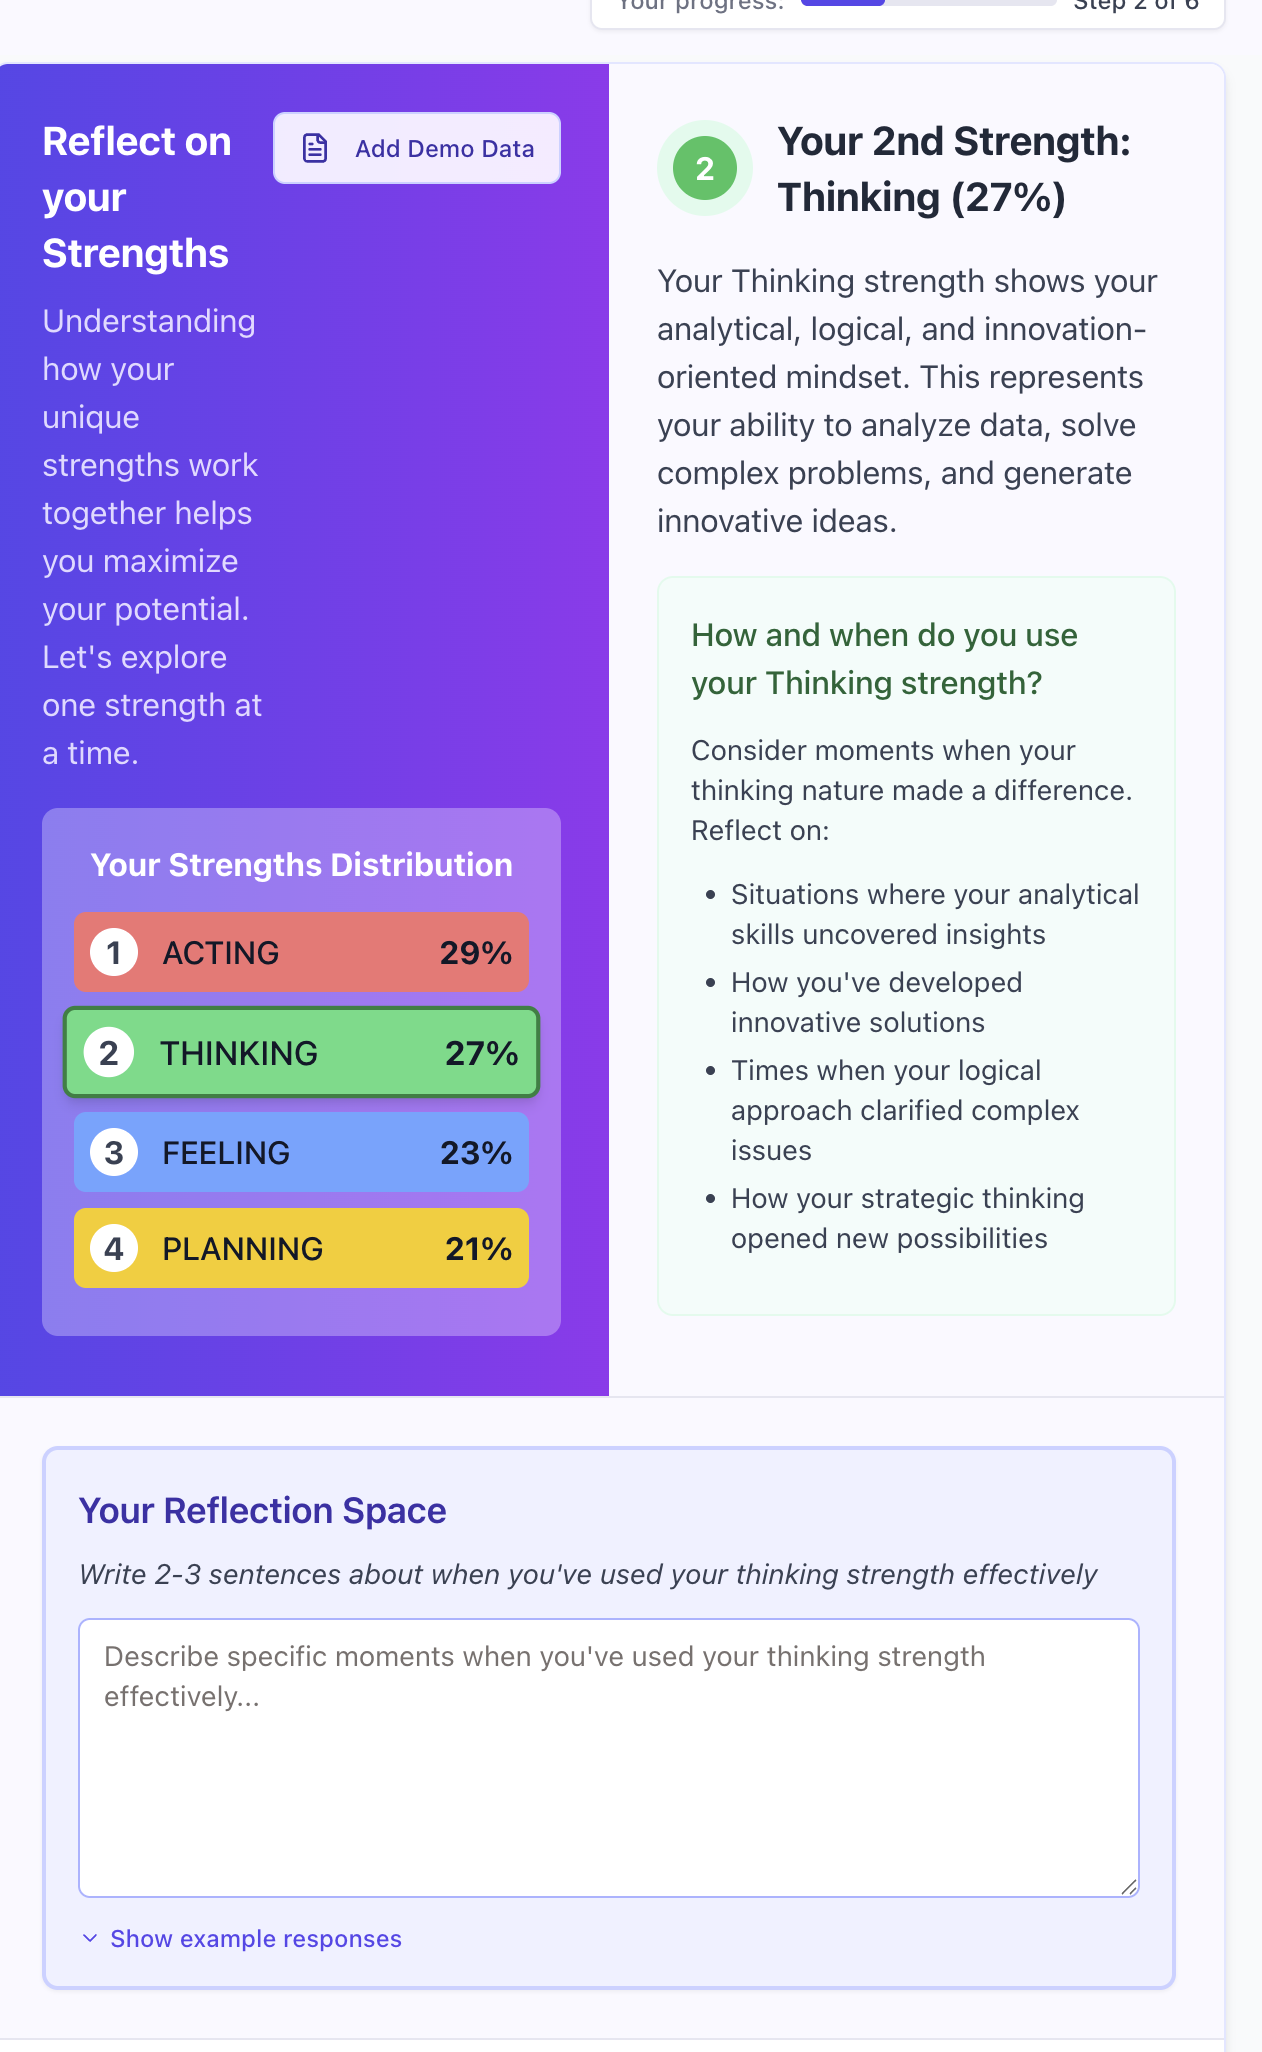 Your progress:
Step 2 of 6
Reflect on
your
Strengths
Add Demo Data
Understanding
how your
unique
strengths work
together helps
you maximize
your potential.
Let's explore
one strength at
a time.
Your Strengths Distribution
1 ACTING 29%
2 THINKING 27%
3 FEELING 23%
4 PLANNING 21%
2
Your 2nd Strength:
Thinking (27%)
Your Thinking strength shows your
analytical, logical, and innovation-
oriented mindset. This represents
your ability to analyze data, solve
complex problems, and generate
innovative ideas.
How and when do you use
your Thinking strength?
Consider moments when your
thinking nature made a difference.
Reflect on:
• Situations where your analytical
skills uncovered insights
• How you've developed
innovative solutions
• Times when your logical
approach clarified complex
issues
• How your strategic thinking
opened new possibilities
Your Reflection Space
Write 2-3 sentences about when you've used your thinking strength effectively
Describe specific moments when you've used your thinking strength
effectively...
Show example responses